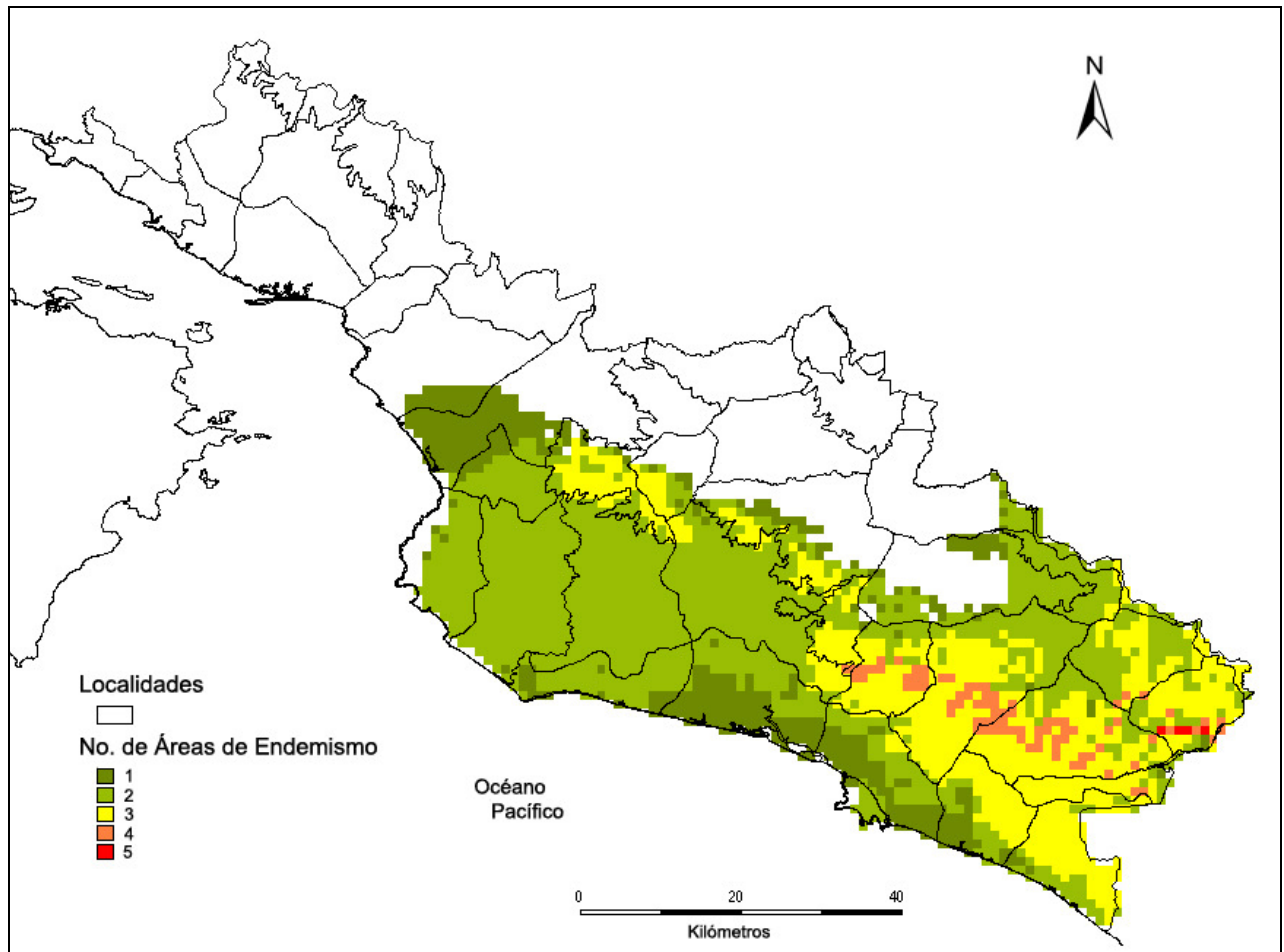 N
Localidades
No. de Áreas de Endemismo
1
2
3
4
5
Océano
Pacífico
0 20 40
Kilómetros